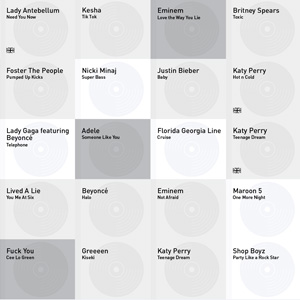 Lady Antebellum
Need You Now
Kesha
Tik Tok
Eminem
Love the Way You Lie
Britney Spears
Toxic
Foster The People
Pumped Up Kicks
Nicki Minaj
Super Bass
Justin Bieber
Baby
Katy Perry
Hot n Cold
Lady Gaga featuring
Beyoncé
Telephone
Adele
Someone Like You
Florida Georgia Line
Cruise
Katy Perry
Teenage Dream
Lived A Lie
You Me At Six
Beyoncé
Halo
Eminem
Not Afraid
Maroon 5
One More Night
Fuck You
Cee Lo Green
Greeeen
Kiseki
Katy Perry
Teenage Dream
Shop Boyz
Party Like a Rock Star